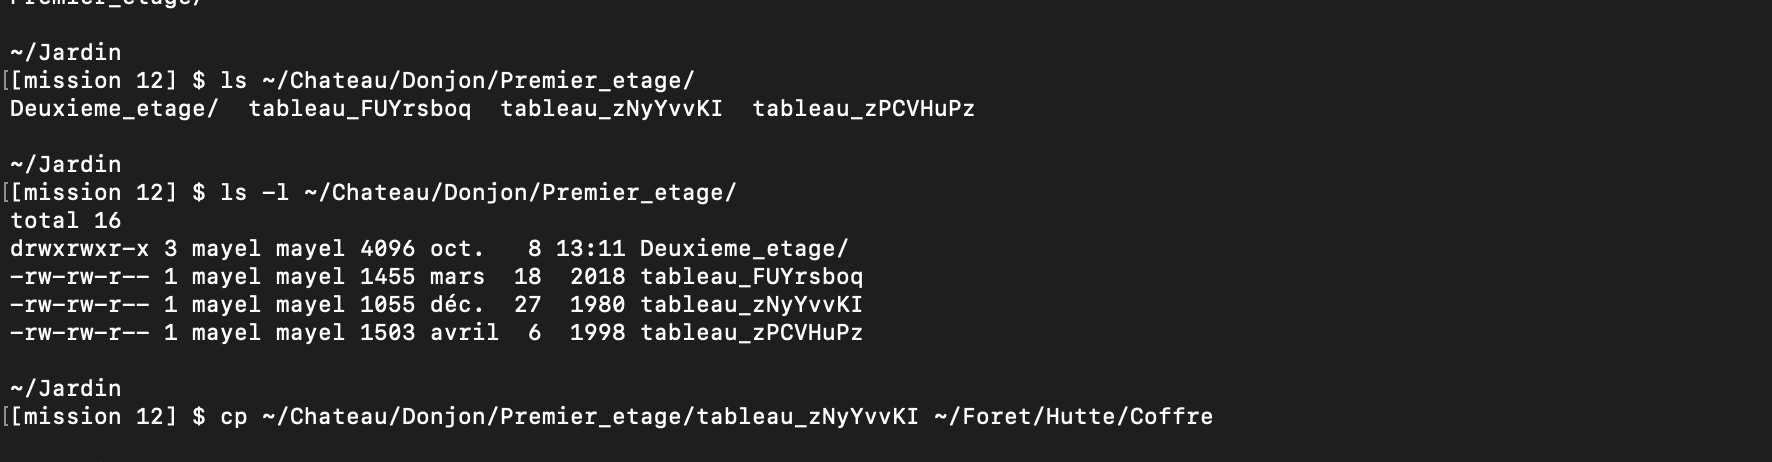 Premier_etage/
~/Jardin
[[mission 12] $ ls ~/Chateau/Donjon/Premier_etage/
Deuxieme_etage/  tableau_FUYrsboq  tableau_zNyYvvKI  tableau_zPCVHuPz
~/Jardin
[[mission 12] $ ls -l ~/Chateau/Donjon/Premier_etage/
total 16
drwxrwxr-x 3 mayel mayel 4096 oct.   8 13:11 Deuxieme_etage/
-rw-rw-r-- 1 mayel mayel 1455 mars  18  2018 tableau_FUYrsboq
-rw-rw-r-- 1 mayel mayel 1055 déc.  27  1980 tableau_zNyYvvKI
-rw-rw-r-- 1 mayel mayel 1503 avril  6  1998 tableau_zPCVHuPz
~/Jardin
[[mission 12] $ cp ~/Chateau/Donjon/Premier_etage/tableau_zNyYvvKI ~/Foret/Hutte/Coffre